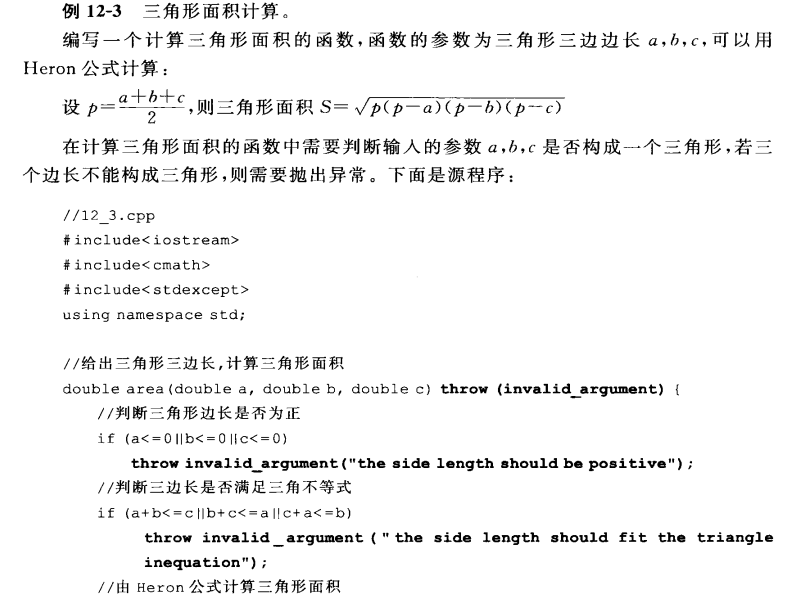 例 12-3 三角形面积计算。
编写一个计算三角形面积的函数,函数的参数为三角形三边边长 a,b,c,可以用
Heron 公式计算:
设 p=\frac{a+b+c}{2},则三角形面积 S=\sqrt{p(p-a)(p-b)(p-c)}
在计算三角形面积的函数中需要判断输入的参数 a,b,c 是否构成一个三角形,若三
个边长不能构成三角形,则需要抛出异常。下面是源程序:
//12_3.cpp
#include<iostream>
#include<cmath>
#include<stdexcept>
using namespace std;
//给出三角形三边长,计算三角形面积
double area(double a, double b, double c) throw (invalid_argument) {
//判断三角形边长是否为正
if (a<=0||b<=0||c<=0)
throw invalid_argument("the side length should be positive");
//判断三边长是否满足三角不等式
if (a+b<=c||b+c<=a||c+a<=b)
throw invalid_argument ("the side length should fit the triangle
inequation");
//由 Heron 公式计算三角形面积